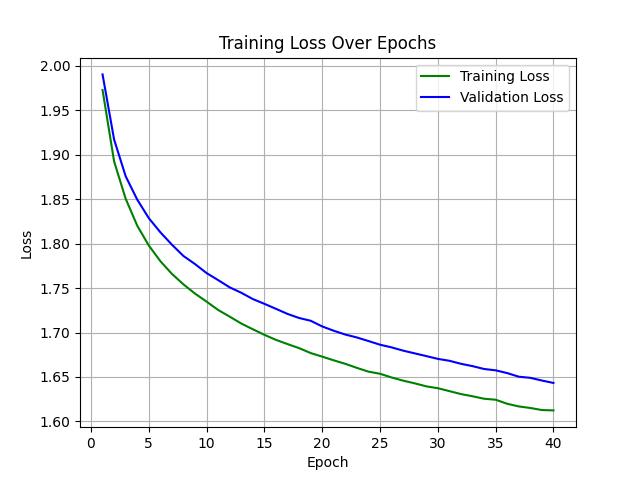 Training Loss Over Epochs
Training Loss
Validation Loss
2.00
1.95
1.90
1.85
1.80
1.75
1.70
1.65
1.60
Loss
0 5 10 15 20 25 30 35 40
Epoch